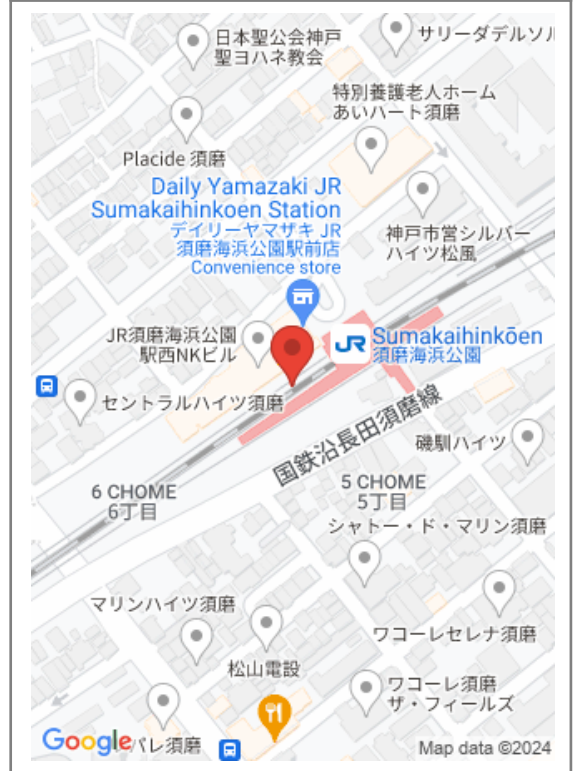 日本聖公会神戸
聖ヨハネ教会
サリーダデルソル
特別養護老人ホーム
あいハート須磨
Placide 須磨
Daily Yamazaki JR
Sumakaihinkoen Station
デイリーヤマザキ JR
須磨海浜公園駅前店
Convenience store
神戸市営シルバー
ハイツ松風
JR須磨海浜公園
駅西NKビル
JR
Sumakaihinkōen
須磨海浜公園
セントラルハイツ須磨
国鉄沿長田須磨線
磯馴ハイツ
6 CHOME
6丁目
5 CHOME
5丁目
シャトー・ド・マリン須磨
マリンハイツ須磨
ワコーレセレナ須磨
松山電設
ワコーレ須磨
ザ・フィールズ
Google
パレ須磨
Map data ©2024